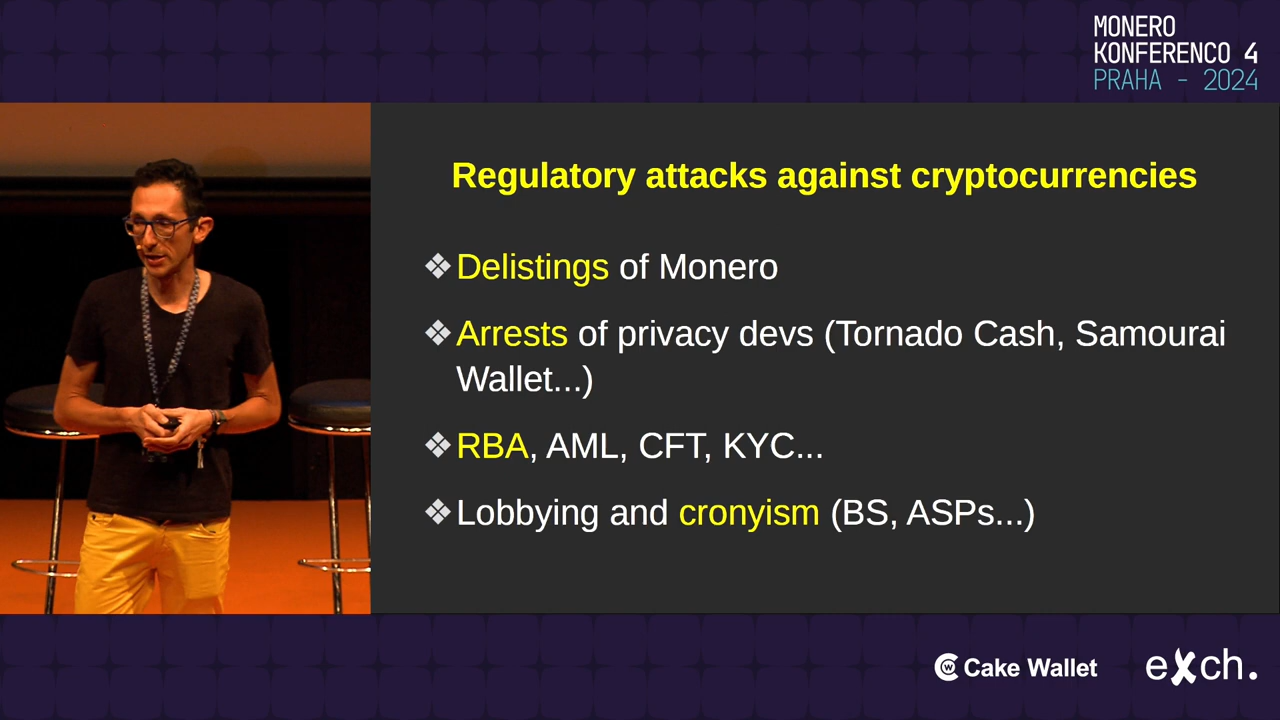 MONERO
KONFERENCO 4
PRAHA - 2024
Regulatory attacks against cryptocurrencies
❖ Delistings of Monero
❖ Arrests of privacy devs (Tornado Cash, Samourai
Wallet...)
❖ RBA, AML, CFT, KYC...
❖ Lobbying and cronyism (BS, ASPs...)
Cake Wallet
eXch.